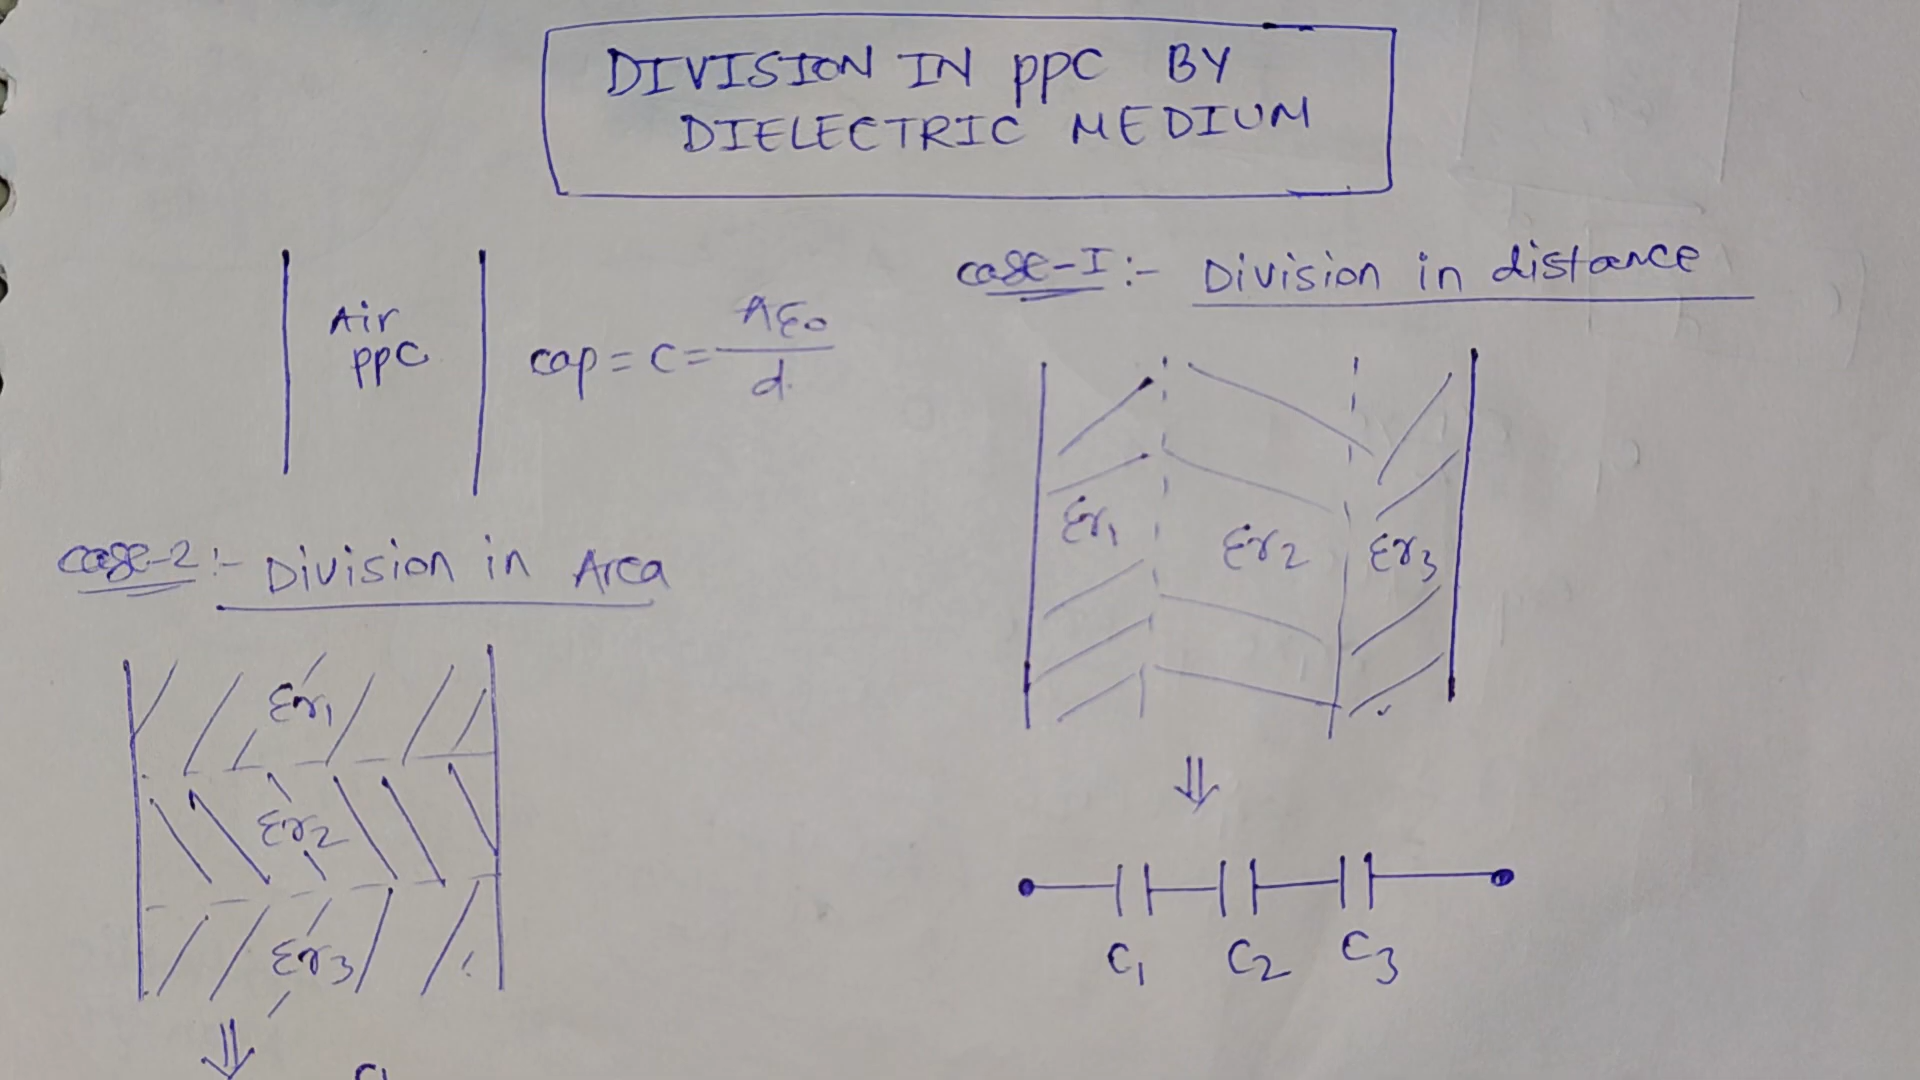 DIVISION IN PPC BY
DIELECTRIC MEDIUM
Air
PPC
cap = C = Aε₀/d
case-I :- Division in distance
εr₁ εr₂ εr₃
C₁ C₂ C₃
case-2 :- Division in Area
εr₁
εr₂
εr₃